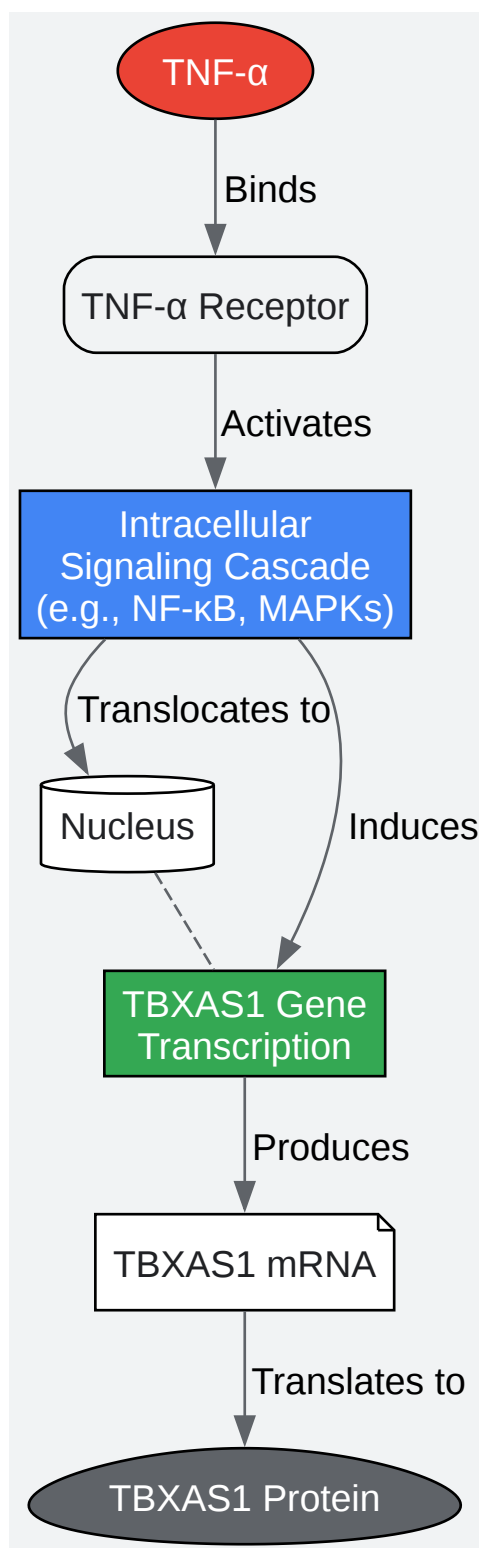 TNF-α
Binds
TNF-α Receptor
Activates
Intracellular
Signaling Cascade
(e.g., NF-κB, MAPKs)
Translocates to
Nucleus
Induces
TBXAS1 Gene
Transcription
Produces
TBXAS1 mRNA
Translates to
TBXAS1 Protein